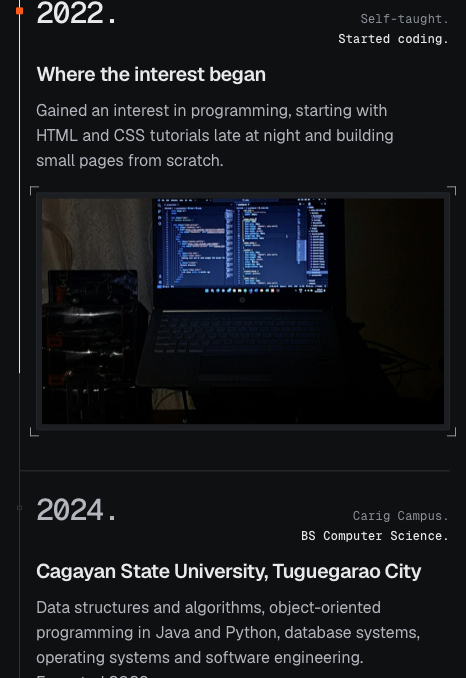 2022.
Self-taught.
Started coding.
Where the interest began
Gained an interest in programming, starting with
HTML and CSS tutorials late at night and building
small pages from scratch.
2024.
Carig Campus.
BS Computer Science.
Cagayan State University, Tuguegarao City
Data structures and algorithms, object-oriented
programming in Java and Python, database systems,
operating systems and software engineering.